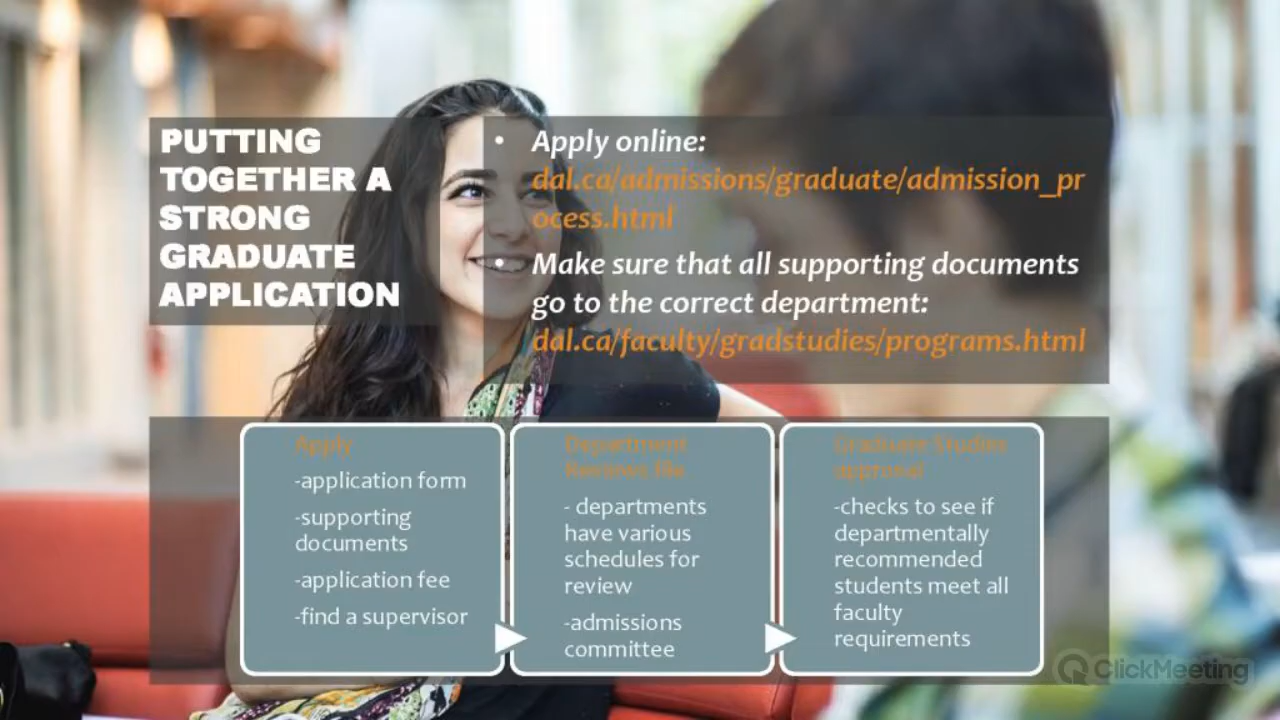 PUTTING
TOGETHER A
STRONG
GRADUATE
APPLICATION
• Apply online:
dal.ca/admissions/graduate/admission_pr
ocess.html
• Make sure that all supporting documents
go to the correct department:
dal.ca/faculty/gradstudies/programs.html
Apply
-application form
-supporting
documents
-application fee
-find a supervisor
Department
Reviews file
- departments
have various
schedules for
review
-admissions
committee
Graduate Studies
approval
-checks to see if
departmentally
recommended
students meet all
faculty
requirements
ClickMeeting